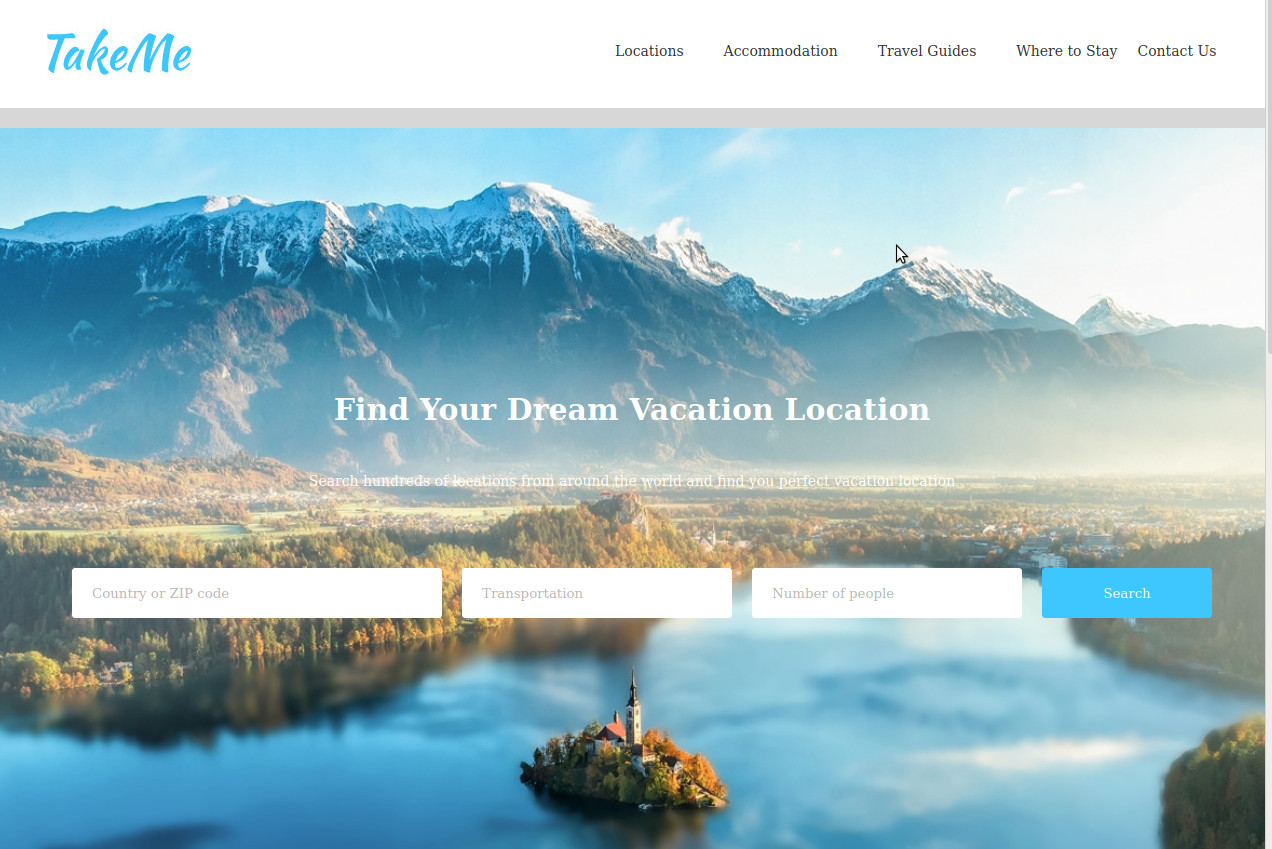 TakeMe
Locations Accommodation Travel Guides Where to Stay Contact Us
Find Your Dream Vacation Location
Search hundreds of locations from around the world and find you perfect vacation location
Country or ZIP code Transportation Number of people Search